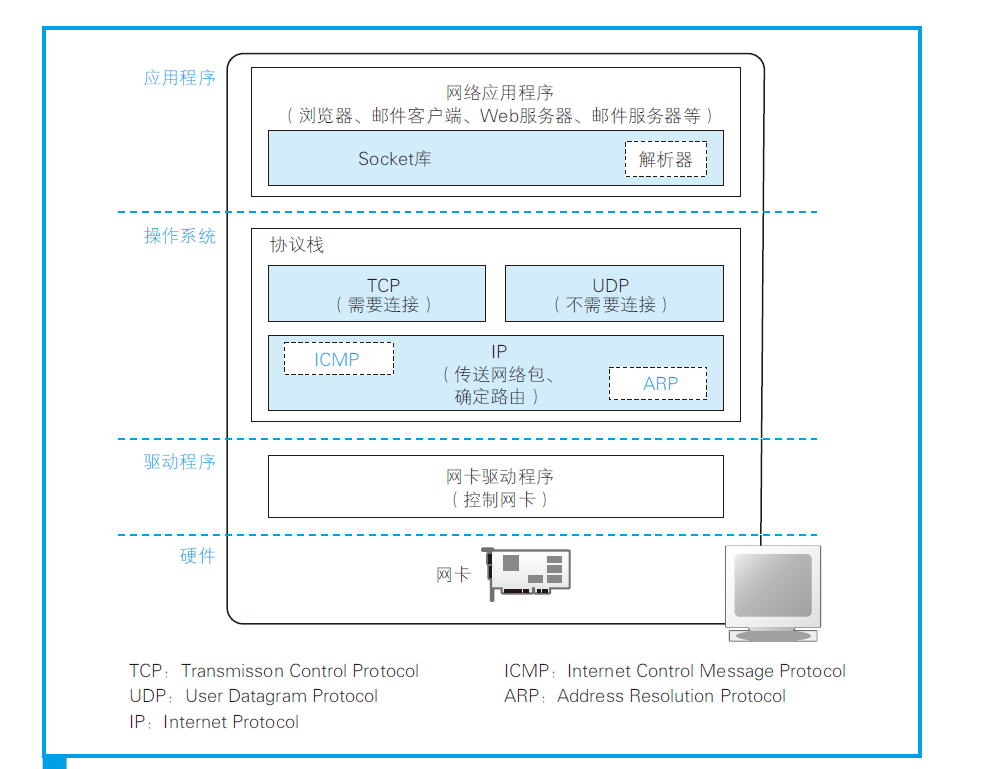 应用程序
网络应用程序
（浏览器、邮件客户端、Web服务器、邮件服务器等）
Socket库
解析器
操作系统
协议栈
TCP
（需要连接）
UDP
（不需要连接）
ICMP
IP
（传送网络包、
确定路由）
ARP
驱动程序
网卡驱动程序
（控制网卡）
硬件
网卡
TCP：Transmisson Control Protocol
UDP：User Datagram Protocol
IP：Internet Protocol
ICMP：Internet Control Message Protocol
ARP：Address Resolution Protocol